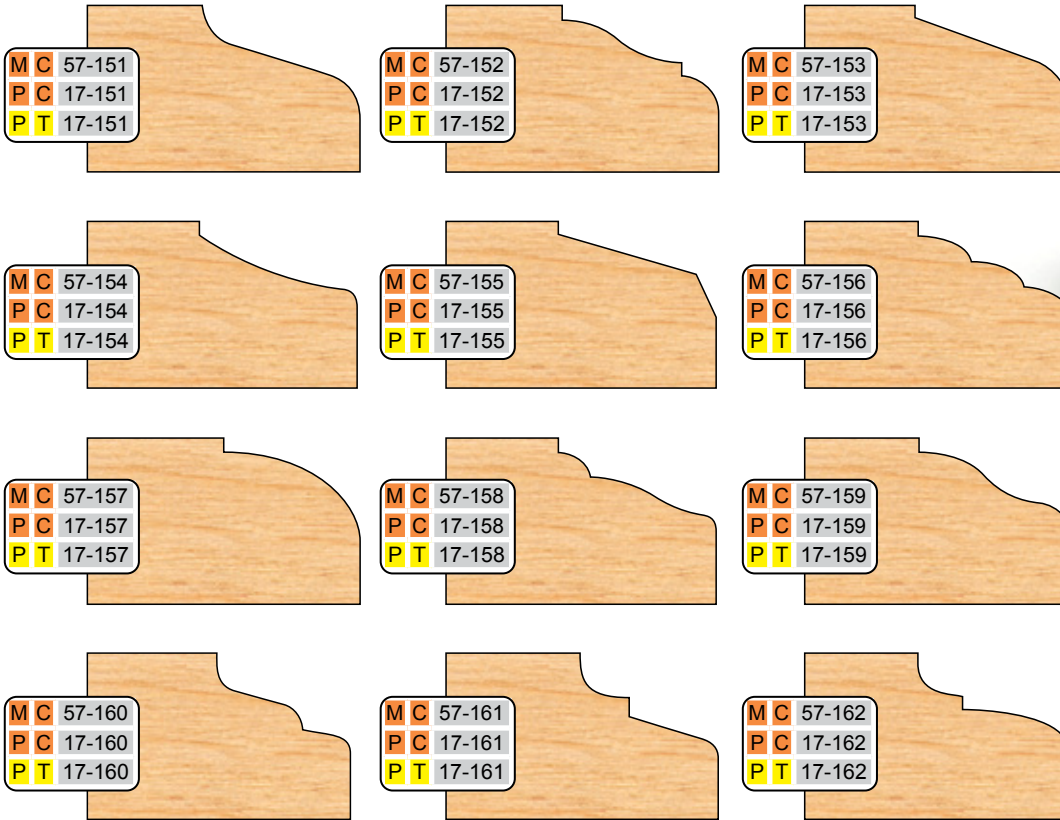 M C 57-151
P C 17-151
P T 17-151
M C 57-152
P C 17-152
P T 17-152
M C 57-153
P C 17-153
P T 17-153
M C 57-154
P C 17-154
P T 17-154
M C 57-155
P C 17-155
P T 17-155
M C 57-156
P C 17-156
P T 17-156
M C 57-157
P C 17-157
P T 17-157
M C 57-158
P C 17-158
P T 17-158
M C 57-159
P C 17-159
P T 17-159
M C 57-160
P C 17-160
P T 17-160
M C 57-161
P C 17-161
P T 17-161
M C 57-162
P C 17-162
P T 17-162